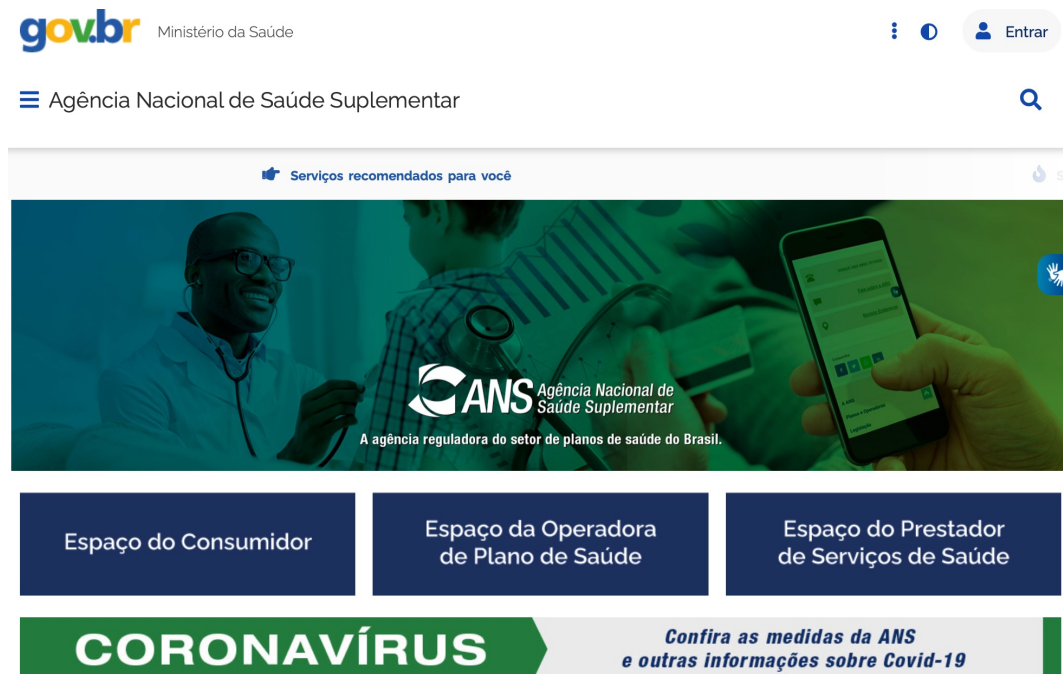 gov.br
Ministério da Saúde
Entrar
Agência Nacional de Saúde Suplementar
Serviços recomendados para você
ANS Agência Nacional de
Saúde Suplementar
A agência reguladora do setor de planos de saúde do Brasil.
Espaço do Consumidor
Espaço da Operadora
de Plano de Saúde
Espaço do Prestador
de Serviços de Saúde
CORONAVÍRUS
Confira as medidas da ANS
e outras informações sobre Covid-19